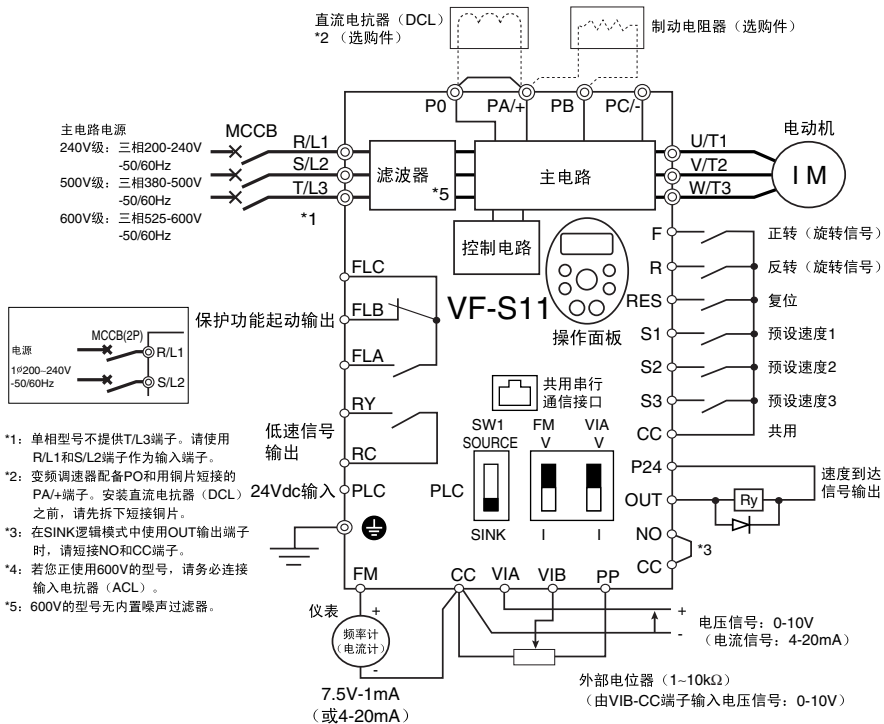 直流电抗器（DCL）
*2 （选购件）
制动电阻器（选购件）
P0
PA/+
PB
PC/-
主电路电源
240V级：三相200-240V
-50/60Hz
500V级：三相380-500V
-50/60Hz
600V级：三相525-600V
-50/60Hz
MCCB
R/L1
S/L2
T/L3
*1
滤波器
*5
主电路
控制电路
U/T1
V/T2
W/T3
电动机
I M
FLC
FLB
FLA
保护功能起动输出
VF-S11
操作面板
F
正转（旋转信号）
R
反转（旋转信号）
RES
复位
S1
预设速度1
S2
预设速度2
S3
预设速度3
CC
共用
MCCB(2P)
电源
1∮200~240V
-50/60Hz
R/L1
S/L2
RY
RC
低速信号
输出
共用串行
通信接口
SW1
SOURCE
PLC
SINK
FM
V
I
VIA
V
I
24Vdc输入
PLC
P24
OUT
NO
CC
*3
Ry
速度到达
信号输出
*1：单相型号不提供T/L3端子。请使用
R/L1和S/L2端子作为输入端子。
*2：变频调速器配备PO和用铜片短接的
PA/+端子。安装直流电抗器（DCL）
之前，请先拆下短接铜片。
*3：在SINK逻辑模式中使用OUT输出端子
时，请短接NO和CC端子。
*4：若您正使用600V的型号，请务必连接
输入电抗器（ACL）。
*5：600V的型号无内置噪声过滤器。
FM
CC
VIA
VIB
PP
仪表
+
频率计
（电流计）
-
7.5V-1mA
（或4-20mA）
+
-
电压信号：0-10V
（电流信号：4-20mA）
外部电位器（1~10kΩ）
（由VIB-CC端子输入电压信号：0-10V）